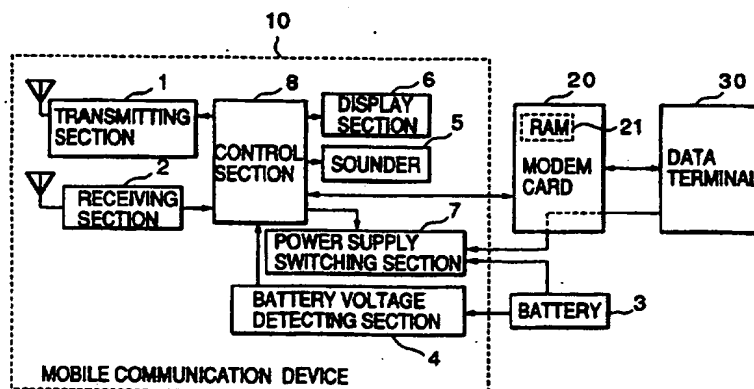 10
1
TRANSMITTING
SECTION
2
RECEIVING
SECTION
8
CONTROL
SECTION
6
DISPLAY
SECTION
5
SOUNDER
7
POWER SUPPLY
SWITCHING SECTION
BATTERY VOLTAGE
DETECTING SECTION
4
MOBILE COMMUNICATION DEVICE
20
RAM
21
MODEM
CARD
30
DATA
TERMINAL
BATTERY
3